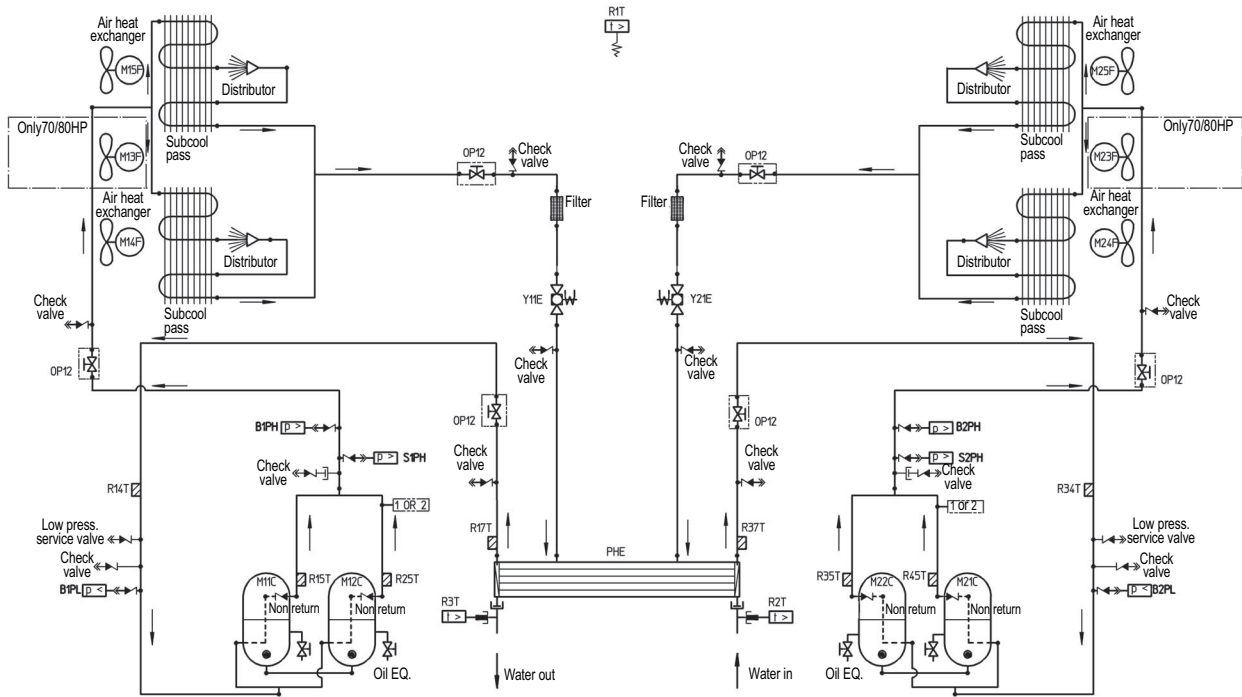 R1T
t >
Air heat
exchanger
M15F
Distributor
Subcool
pass
Only70/80HP
M13F
Air heat
exchanger
M14F
Distributor
Subcool
pass
Check
valve
OP12
OP12
Check
valve
Filter
Y11E
Check
valve
Check
valve
OP12
Filter
Y21E
Check
valve
Air heat
exchanger
M25F
Distributor
Subcool
pass
Only70/80HP
M23F
Air heat
exchanger
M24F
Distributor
Subcool
pass
Check
valve
OP12
B1PH
p >
p >
S1PH
Check
valve
R14T
1 OR 2
Low press.
service valve
Check
valve
B1PL
p <
M11C
R15T
M12C
R25T
Non return
Non return
Oil EQ.
OP12
Check
valve
R17T
PHE
R3T
t >
Water out
OP12
Check
valve
R37T
R2T
t >
Water in
p >
B2PH
p >
S2PH
Check
valve
1 or 2
R34T
Low press.
service valve
Check
valve
p <
B2PL
R35T
M22C
R45T
M21C
Non return
Non return
Oil EQ.